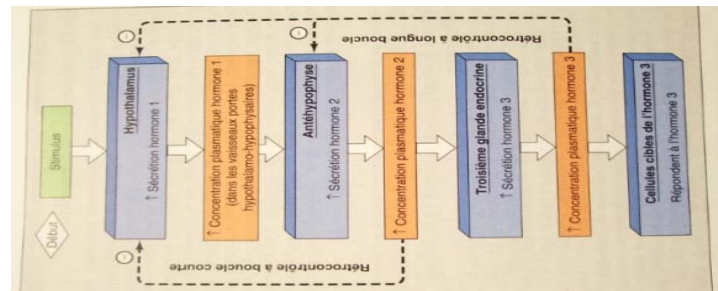 Début
Stimulus
Hypothalamus
↑ Sécrétion hormone 1
↑ Concentration plasmatique hormone 1
(dans les vaisseaux portes
hypothalamo-hypophysaires)
Antéhypophyse
↑ Sécrétion hormone 2
↑ Concentration plasmatique hormone 2
Troisième glande endocrine
↑ Sécrétion hormone 3
↑ Concentration plasmatique hormone 3
Cellules cibles de l'hormone 3
Répondent à l'hormone 3
Rétrocontrôle à boucle courte
Rétrocontrôle à longue boucle